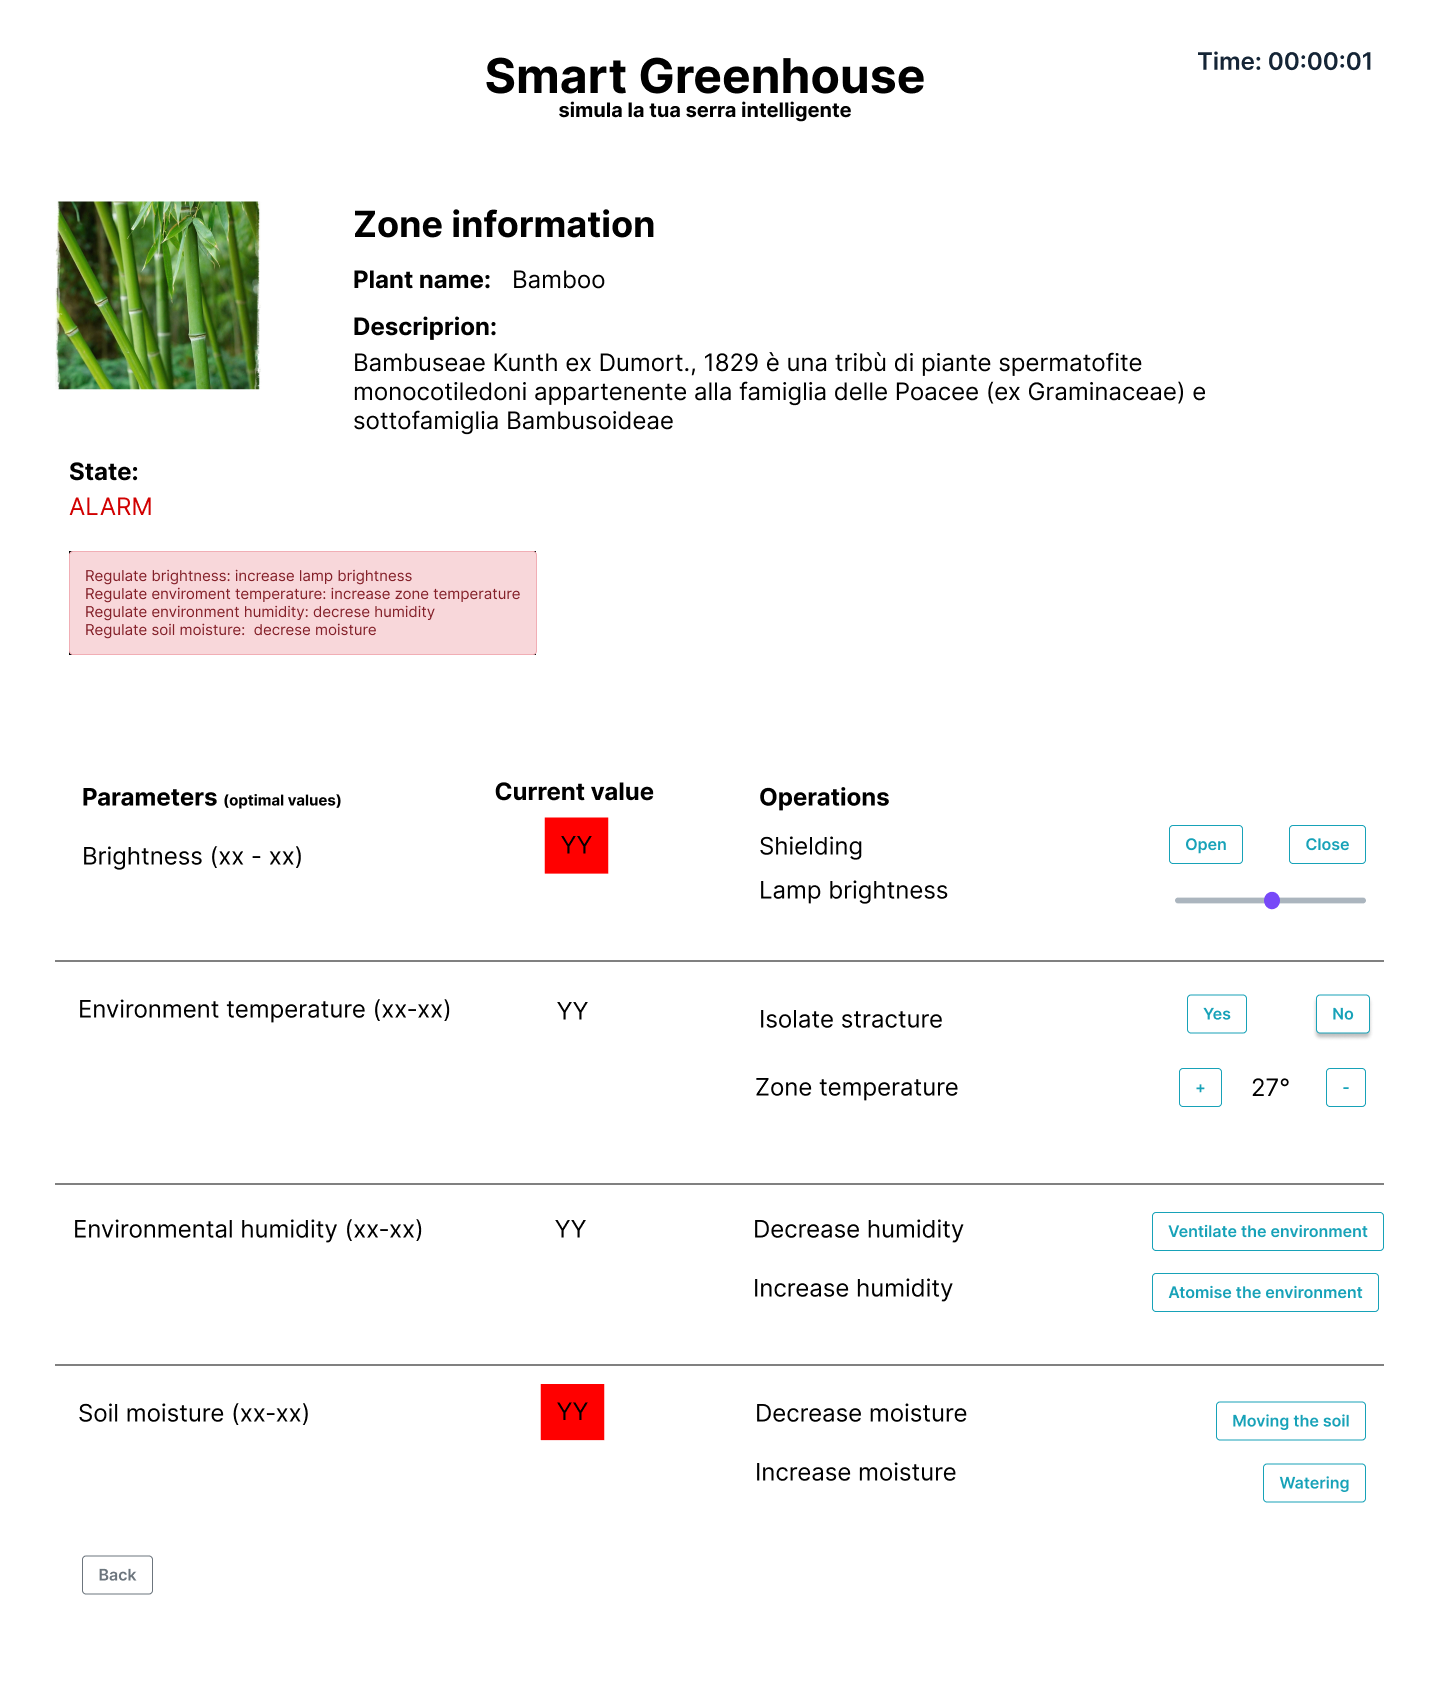 Time: 00:00:01
Smart Greenhouse
simula la tua serra intelligente
Zone information
Plant name: Bamboo
Descriprion:
Bambuseae Kunth ex Dumort., 1829 è una tribù di piante spermatofite
monocotiledoni appartenente alla famiglia delle Poacee (ex Graminaceae) e
sottofamiglia Bambusoideae
State:
ALARM
Regulate brightness: increase lamp brightness
Regulate enviroment temperature: increase zone temperature
Regulate environment humidity: decrese humidity
Regulate soil moisture: decrese moisture
Parameters (optimal values) Current value Operations
Brightness (xx - xx) YY Shielding Open Close
Lamp brightness
Environment temperature (xx-xx) YY Isolate stracture Yes No
Zone temperature + 27° -
Environmental humidity (xx-xx) YY Decrease humidity Ventilate the environment
Increase humidity Atomise the environment
Soil moisture (xx-xx) YY Decrease moisture Moving the soil
Increase moisture Watering
Back